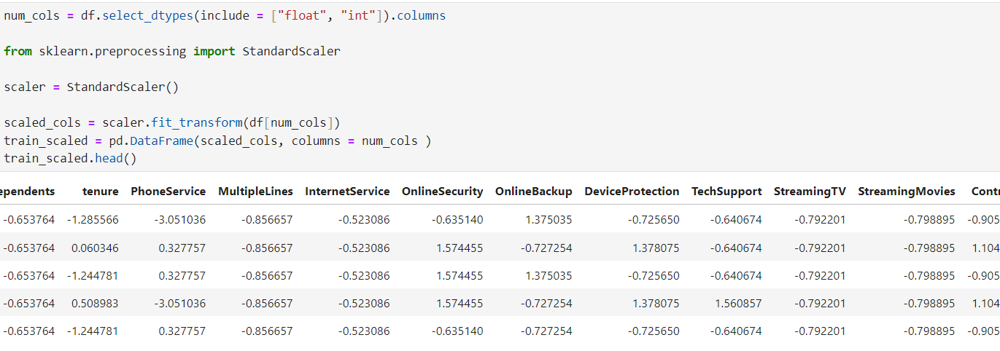 num_cols = df.select_dtypes(include = ["float", "int"]).columns
from sklearn.preprocessing import StandardScaler
scaler = StandardScaler()
scaled_cols = scaler.fit_transform(df[num_cols])
train_scaled = pd.DataFrame(scaled_cols, columns = num_cols )
train_scaled.head()
ependents tenure PhoneService MultipleLines InternetService OnlineSecurity OnlineBackup DeviceProtection TechSupport StreamingTV StreamingMovies Contr
-0.653764 -1.285566 -3.051036 -0.856657 -0.523086 -0.635140 1.375035 -0.725650 -0.640674 -0.792201 -0.798895 -0.905
-0.653764 0.060346 0.327757 -0.856657 -0.523086 1.574455 -0.727254 1.378075 -0.640674 -0.792201 -0.798895 1.104
-0.653764 -1.244781 0.327757 -0.856657 -0.523086 1.574455 1.375035 -0.725650 -0.640674 -0.792201 -0.798895 -0.905
-0.653764 0.508983 -3.051036 -0.856657 -0.523086 1.574455 -0.727254 1.378075 1.560857 -0.792201 -0.798895 1.104
-0.653764 -1.244781 0.327757 -0.856657 -0.523086 -0.635140 -0.727254 -0.725650 -0.640674 -0.792201 -0.798895 -0.905